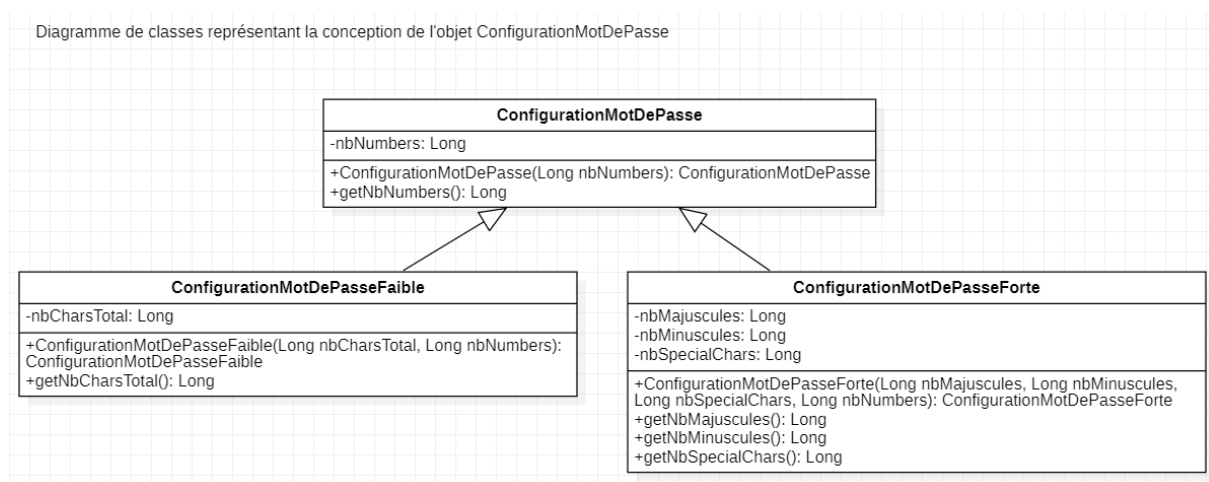 Diagramme de classes représentant la conception de l'objet ConfigurationMotDePasse
ConfigurationMotDePasse
-nbNumbers: Long
+ConfigurationMotDePasse(Long nbNumbers): ConfigurationMotDePasse
+getNbNumbers(): Long
ConfigurationMotDePasseFaible
-nbCharsTotal: Long
+ConfigurationMotDePasseFaible(Long nbCharsTotal, Long nbNumbers):
ConfigurationMotDePasseFaible
+getNbCharsTotal(): Long
ConfigurationMotDePasseForte
-nbMajuscules: Long
-nbMinuscules: Long
-nbSpecialChars: Long
+ConfigurationMotDePasseForte(Long nbMajuscules, Long nbMinuscules,
Long nbSpecialChars, Long nbNumbers): ConfigurationMotDePasseForte
+getNbMajuscules(): Long
+getNbMinuscules(): Long
+getNbSpecialChars(): Long